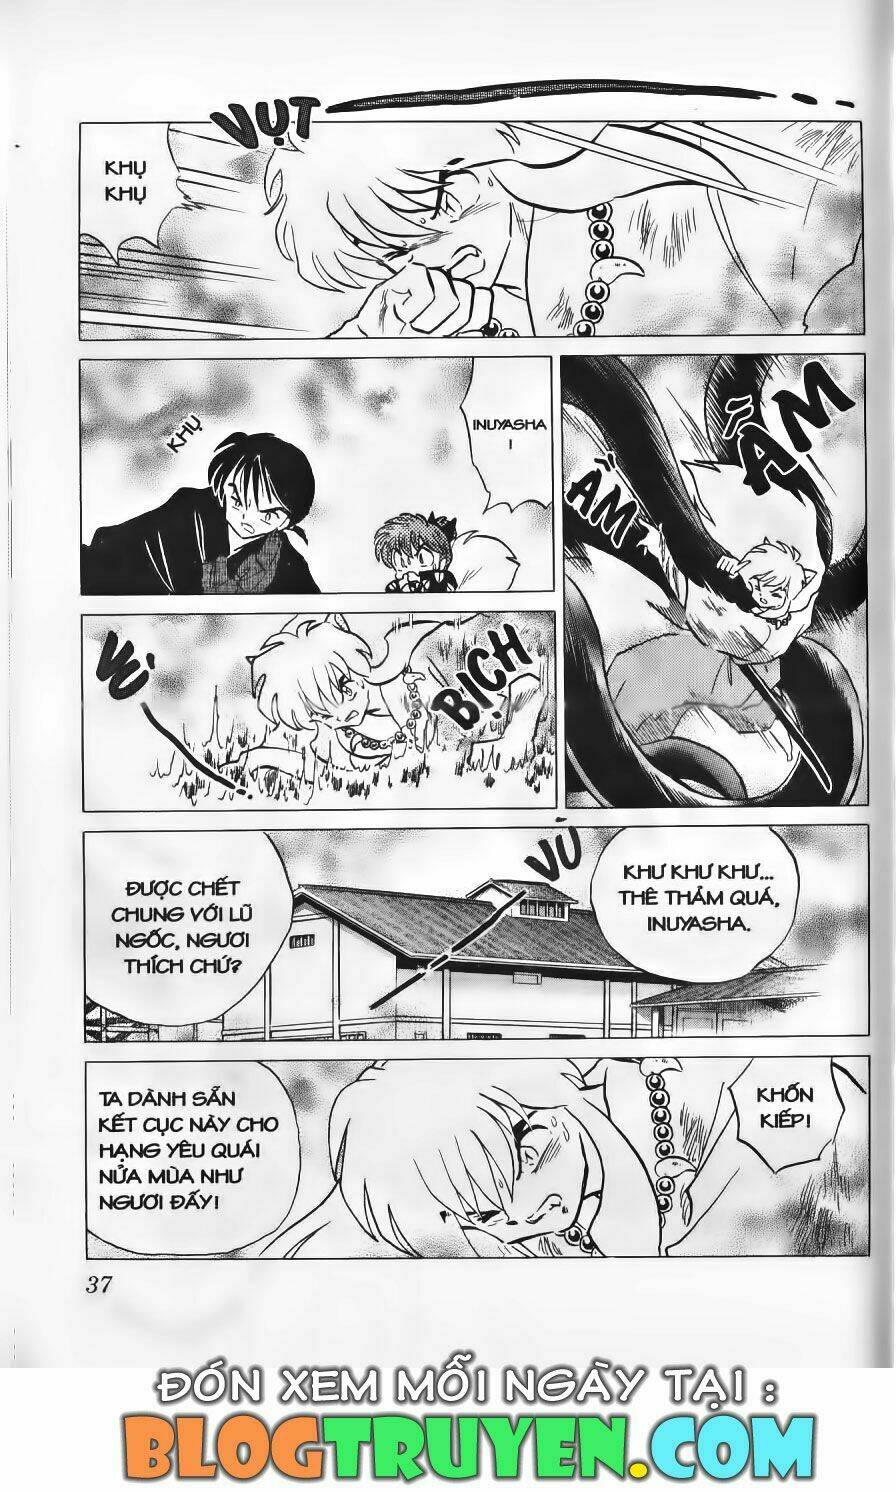 VỤT
KHỤ
KHỤ
ẦM
ẦM
INUYASHA
!
KHỤ
BỊCH
VÙ
VÙ
KHƯ KHƯ KHƯ...
THÊ THẢM QUÁ,
INUYASHA.
ĐƯỢC CHẾT
CHUNG VỚI LŨ
NGỐC, NGƯƠI
THÍCH CHỨ?
KHỐN
KIẾP!
TA DÀNH SẴN
KẾT CỤC NÀY CHO
HẠNG YÊU QUÁI
NỬA MÙA NHƯ
NGƯƠI ĐẤY!
37
ĐÓN XEM MỖI NGÀY TẠI :
BLOGTRUYEN.COM